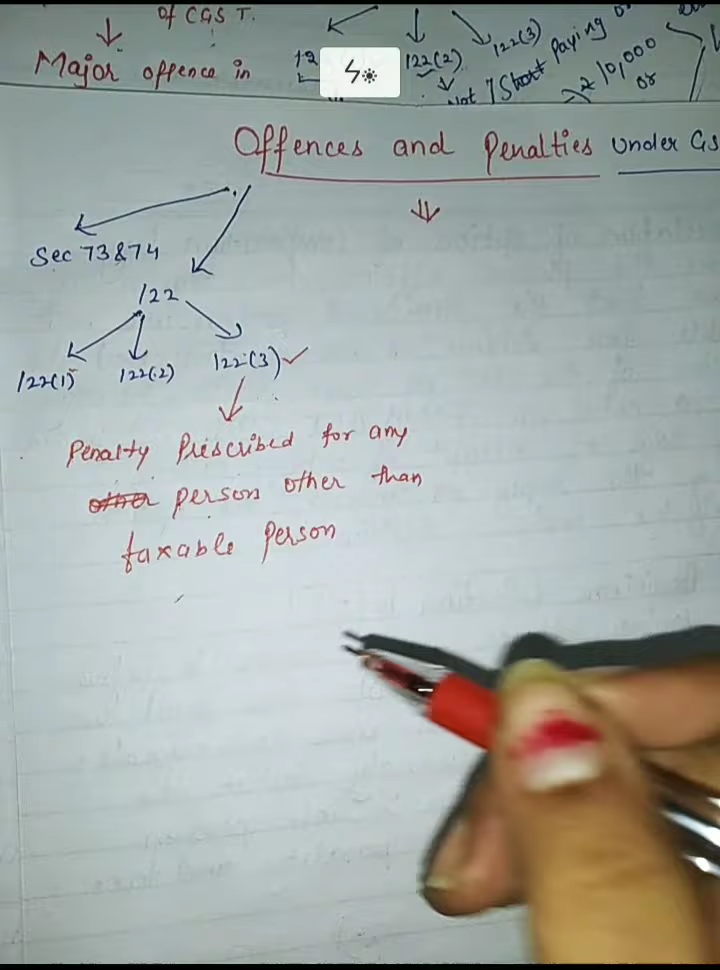 of CGST.
Major offence in
122(2)
122(3)
Not / Short Paying
10,000
or
Offences and Penalties under GS
Sec 73 & 74
122
122(1)
122(2)
122(3) ✓
Penalty Prescribed for any
other person other than
taxable person